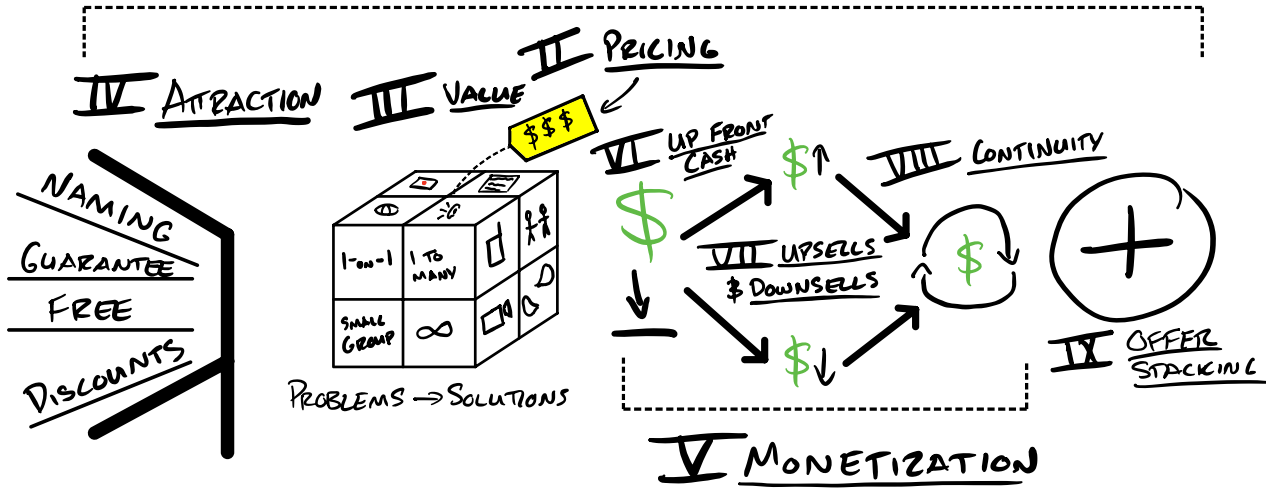 II PRICING
IV ATTRACTION
III VALUE
$$$
VI UP FRONT
CASH
$
$
VIII CONTINUITY
NAMING
GUARANTEE
FREE
DISCOUNTS
1-ON-1
1 TO
MANY
SMALL
GROUP
∞
PROBLEMS → SOLUTIONS
VII UPSELLS
$ DOWNSELLS
$
$
+
IX OFFER
STACKING
V MONETIZATION